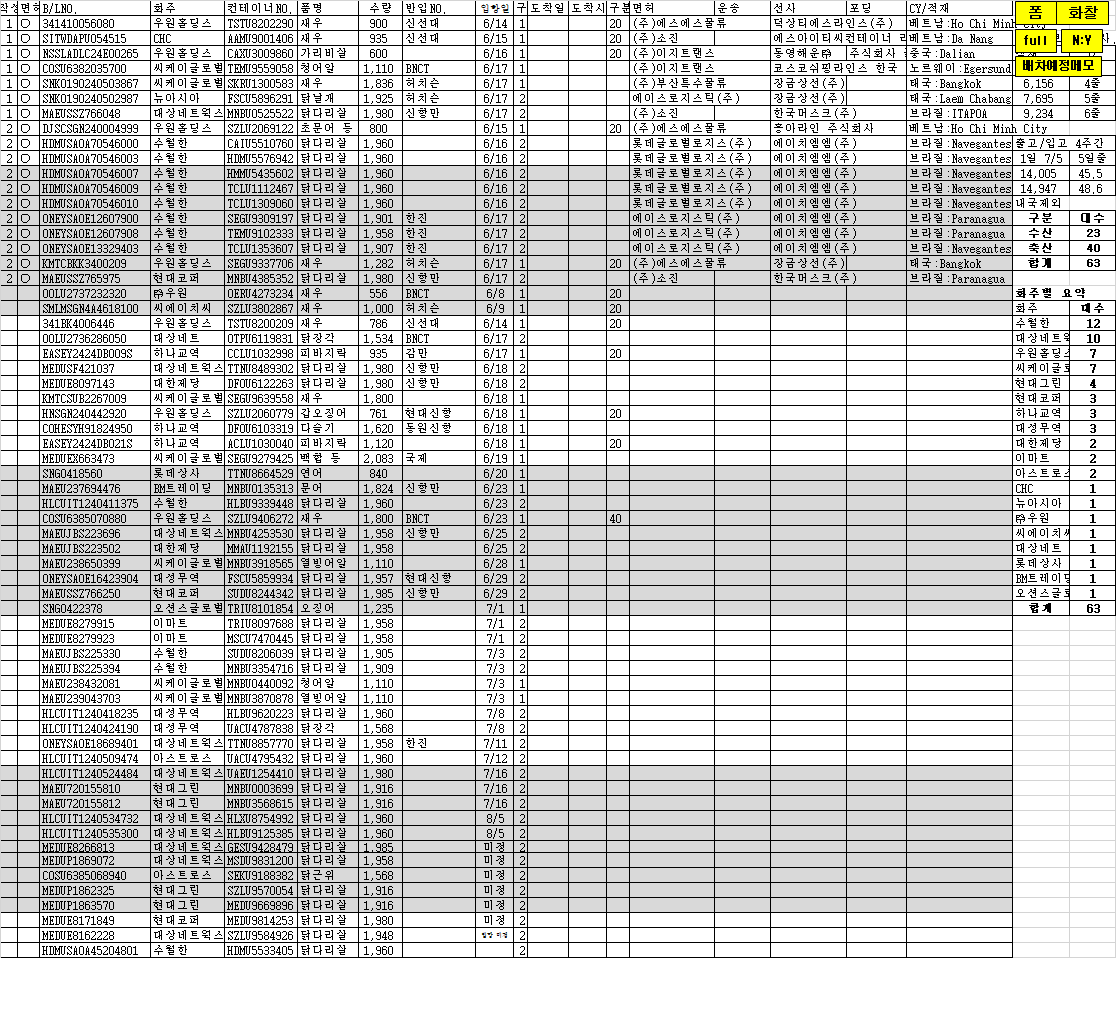 작성 면허 B/LNO. 화주 컨테이너NO. 품명 수량 반입NO. 입항일 구 도착일 도착시 구분 면허 운송 선사 포딩 CY/적재 폼 화찰
1 ○ 341410056080 우원홀딩스 TSTU8202290 새우 900 신선대 6/14 1 20 (주)에스에스물류 덕상티에스라인스(주) 베트남:Ho Chi Minh City
1 ○ SITWDAPU054515 CHC AAMU9001406 새우 935 신선대 6/15 1 20 (주)소진 에스아이티씨컨테이너 베트남:Da Nang full N:Y
1 ○ NSSLADLC24E00265 우원홀딩스 CAXU3009860 가리비살 600 6/16 1 20 (주)이지트랜스 동영해운㈜ 주식회사 중국:Dalian
1 ○ COSU6382035700 씨케이글로벌 TEMU9559058 청어알 1,110 BNCT 6/17 1 (주)이지트랜스 코스코쉬핑라인스 한국 노르웨이:Egersund 배차예정메모
1 ○ SNKO190240503867 씨케이글로벌 SKRU1300583 새우 1,836 허치슨 6/17 1 (주)부산특수물류 장금상선(주) 태국:Bangkok 6,156 4출
1 ○ SNKO190240502987 뉴아시아 FSCU5896291 닭날개 1,925 허치슨 6/17 2 에이스로지스틱(주) 장금상선(주) 태국:Laem Chabang 7,695 5출
1 ○ MAEUSSZ766048 대상네트웍스 MNBU0525522 닭다리살 1,980 신항만 6/17 2 에이스로지스틱(주) 한국머스크(주) 브라질:ITAPOA 9,234 6출
2 ○ DJSCSGN240004999 우원홀딩스 SZLU2069122 초문어 등 800 6/15 1 20 (주)에스에스물류 흥아라인 주식회사 베트남:Ho Chi Minh City
2 ○ HDMUSAOA70546000 수월한 CAIU5510760 닭다리살 1,960 6/16 2 롯데글로벌로지스(주) 에이치엠엠(주) 브라질:Navegantes 출고/입고 4주간
2 ○ HDMUSAOA70546003 수월한 HDMU5576942 닭다리살 1,960 6/16 2 롯데글로벌로지스(주) 에이치엠엠(주) 브라질:Navegantes 1일 7/5 5일출
2 ○ HDMUSAOA70546007 수월한 HMMU5435602 닭다리살 1,960 6/16 2 롯데글로벌로지스(주) 에이치엠엠(주) 브라질:Navegantes 14,005 45.5
2 ○ HDMUSAOA70546009 수월한 TCLU1112467 닭다리살 1,960 6/16 2 롯데글로벌로지스(주) 에이치엠엠(주) 브라질:Navegantes 14,947 48.6
2 ○ HDMUSAOA70546010 수월한 TCLU1309060 닭다리살 1,960 6/16 2 롯데글로벌로지스(주) 에이치엠엠(주) 브라질:Navegantes 내국제외
2 ○ ONEYSAOE12607900 수월한 SEGU9309197 닭다리살 1,901 한진 6/17 2 에이스로지스틱(주) 에이치엠엠(주) 브라질:Paranagua 구분 대수
2 ○ ONEYSAOE12607908 수월한 TEMU9102333 닭다리살 1,958 한진 6/17 2 에이스로지스틱(주) 에이치엠엠(주) 브라질:Paranagua 수산 23
2 ○ ONEYSAOE13329403 수월한 TCLU1353607 닭다리살 1,907 한진 6/17 2 에이스로지스틱(주) 에이치엠엠(주) 브라질:Navegantes 축산 40
2 ○ KMTCBKK3400209 우원홀딩스 SEGU9337706 새우 1,282 허치슨 6/17 1 20 (주)에스에스물류 장금상선(주) 태국:Bangkok 합계 63
2 ○ MAEUSSZ765975 현대코퍼 MNBU4385352 닭다리살 1,980 신항만 6/17 2 (주)소진 한국머스크(주) 브라질:Paranagua
OOLU2737232320 ㈜우원 OERU4273234 새우 556 BNCT 6/8 1 20 화주별 요약
SMLMSGN4A4618100 씨에이치씨 SZLU3802867 새우 1,000 허치슨 6/9 1 20 화주 대수
341BK4006446 우원홀딩스 TSTU8200209 새우 786 신선대 6/14 1 20 수월한 12
OOLU2736286050 대상네트 OTPU6119831 닭장각 1,534 BNCT 6/17 2 대상네트웍스 10
EASEY2424DB009S 하나교역 CCLU1032998 피바지락 935 감만 6/17 1 20 우원홀딩스 7
MEDUSF421037 대상네트웍스 TTNU8489302 닭다리살 1,980 신항만 6/18 2 씨케이글로 7
MEDUE8097143 대한제당 DFOU6122263 닭다리살 1,980 신항만 6/18 2 현대그린 4
KMTCSUB2267009 씨케이글로벌 SEGU9639558 새우 1,800 6/18 1 현대코퍼 3
HNSGN240442920 우원홀딩스 SZLU2060779 갑오징어 761 현대신항 6/18 1 20 하나교역 3
COHESYH91824950 하나교역 DFOU6103319 다슬기 1,620 동원신항 6/18 1 대성무역 3
EASEY2424DB021S 하나교역 ACLU1030040 피바지락 1,120 6/18 1 20 대한제당 2
MEDUEX663473 씨케이글로벌 SEGU9279425 백합 등 2,083 국제 6/19 1 이마트 2
SNGO418560 롯데상사 TTNU8664529 연어 840 6/20 1 아스트로스 2
MAEU237694476 BM트레이딩 MNBU0135313 문어 1,824 신항만 6/23 1 CHC 1
HLCUIT1240411375 수월한 HLBU9339448 닭다리살 1,960 6/23 2 뉴아시아 1
COSU6385070880 우원홀딩스 SZLU9406272 새우 1,800 BNCT 6/23 1 40 ㈜우원 1
MAEUJBS223696 대상네트웍스 MNBU4253530 닭다리살 1,958 신항만 6/25 2 씨에이치씨 1
MAEUJBS223502 대한제당 MMAU1192155 닭다리살 1,958 6/25 2 대상네트 1
MAEU238650399 씨케이글로벌 MNBU3918565 열빙어알 1,110 6/28 1 롯데상사 1
ONEYSAOE16423904 대성무역 FSCU5859934 닭다리살 1,957 현대신항 6/29 2 BM트레이딩 1
MAEUSSZ766250 현대코퍼 SUDU8244342 닭다리살 1,985 신항만 6/29 2 오션스글로 1
SNGO422378 오션스글로벌 TRIU8101854 오징어 1,235 7/1 1 합계 63
MEDUE8279915 이마트 TRIU8097688 닭다리살 1,958 7/1 2
MEDUE8279923 이마트 MSCU7470445 닭다리살 1,958 7/1 2
MAEUJBS225330 수월한 SUDU8206039 닭다리살 1,905 7/3 2
MAEUJBS225394 수월한 MNBU3354716 닭다리살 1,909 7/3 2
MAEU238432081 씨케이글로벌 MNBU0440092 청어알 1,110 7/3 1
MAEU239043703 씨케이글로벌 MNBU3870878 열빙어알 1,110 7/3 1
HLCUIT1240418235 대성무역 HLBU9620223 닭다리살 1,960 7/8 2
HLCUIT1240424190 대성무역 UACU4787838 닭장각 1,568 7/8 2
ONEYSAOE18689401 대상네트웍스 TTNU8857770 닭다리살 1,958 한진 7/11 2
HLCUIT1240509474 아스트로스 UACU4795432 닭다리살 1,960 7/12 2
HLCUIT1240524484 대상네트웍스 UAEU1254410 닭다리살 1,980 7/16 2
MAEU720155810 현대그린 MNBU0003699 닭다리살 1,916 7/16 2
MAEU720155812 현대그린 MNBU3568615 닭다리살 1,916 7/16 2
HLCUIT1240534732 대상네트웍스 HLXU8754992 닭다리살 1,960 8/5 2
HLCUIT1240535300 대상네트웍스 HLBU9125385 닭다리살 1,960 8/5 2
MEDUE8266813 대상네트웍스 GESU9428479 닭다리살 1,985 미정 2
MEDUP1869072 대상네트웍스 MSDU9831200 닭다리살 1,958 미정 2
COSU6385068940 아스트로스 SEKU9188382 닭근위 1,568 미정 2
MEDUP1862325 현대그린 SZLU9570054 닭다리살 1,916 미정 2
MEDUP1863570 현대그린 MEDU9669896 닭다리살 1,916 미정 2
MEDUE8171849 현대코퍼 MEDU9814253 닭다리살 1,980 미정 2
MEDUE8162228 대상네트웍스 SZLU9584926 닭다리살 1,948 2
HDMUSAOA45204801 수월한 HDMU5533405 닭다리살 1,960 2